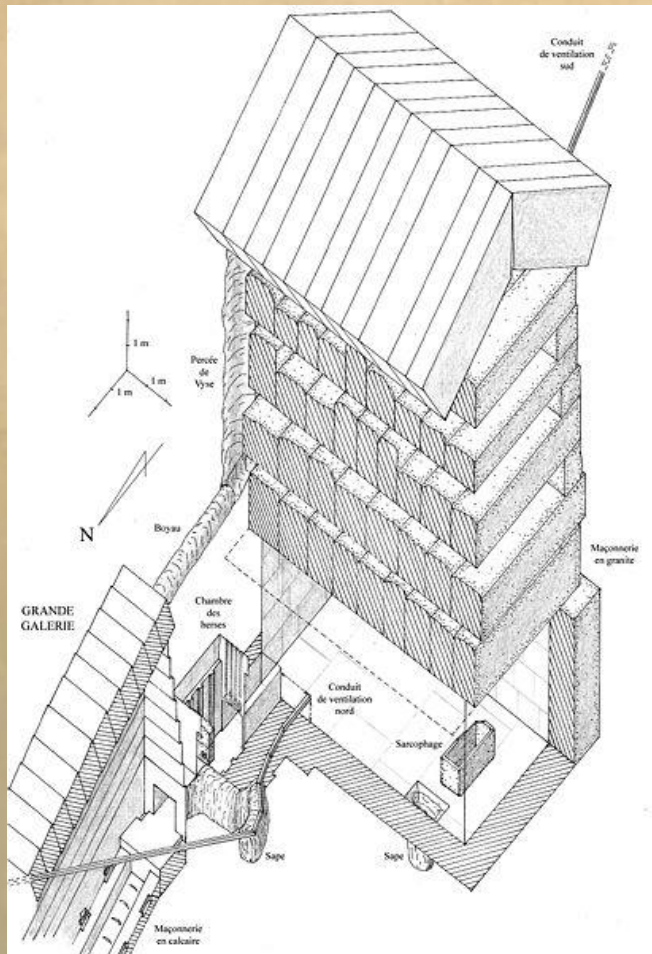 Conduit
de ventilation
sud
1 m
1 m
1 m
Percée
de
Vyse
N
Boyau
Maçonnerie
en granite
GRANDE
GALERIE
Chambre
des
herses
Conduit
de ventilation
nord
Sarcophage
Sape
Sape
Maçonnerie
en calcaire